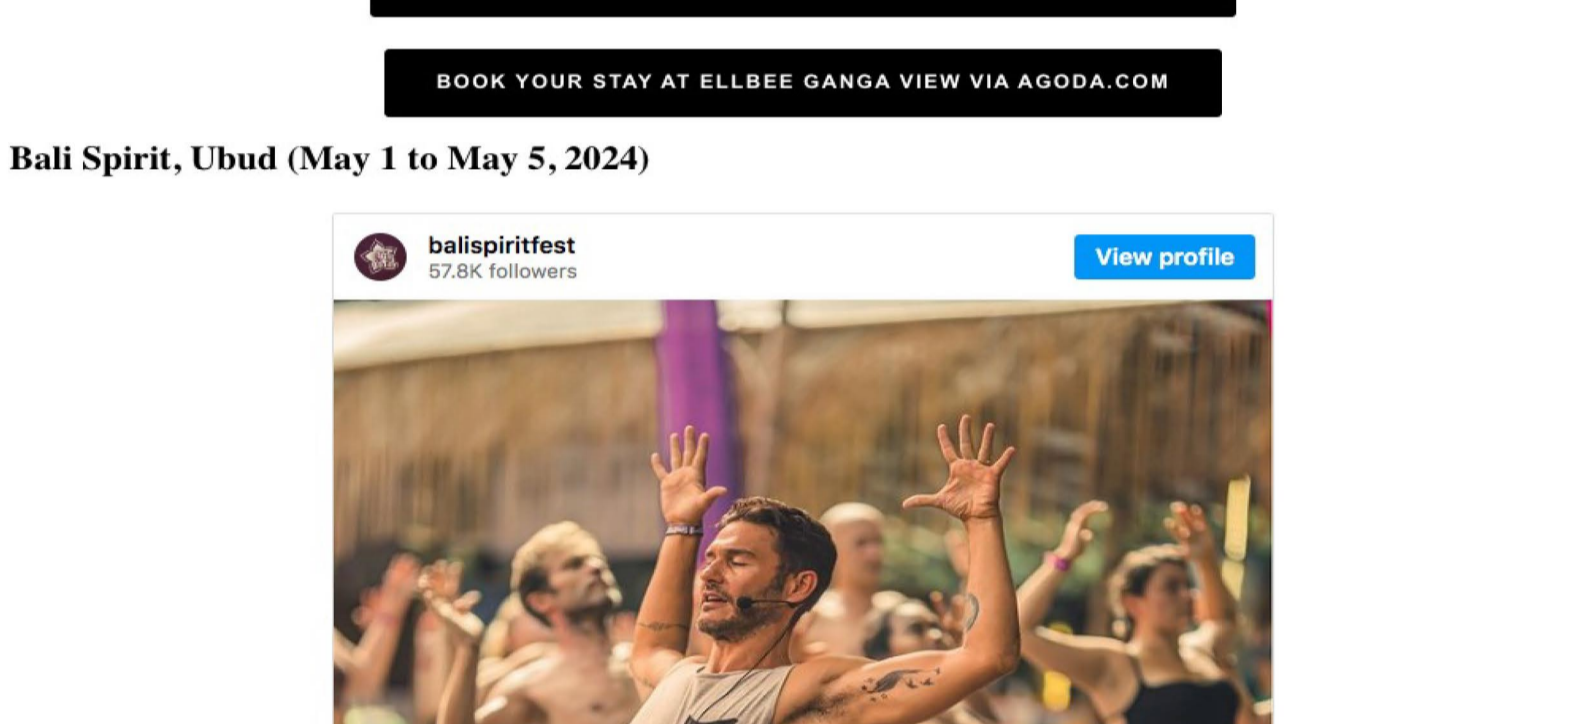 BOOK YOUR STAY AT ELLBEE GANGA VIEW VIA AGODA.COM
Bali Spirit, Ubud (May 1 to May 5, 2024)
balispiritfest
View profile
57.8K followers